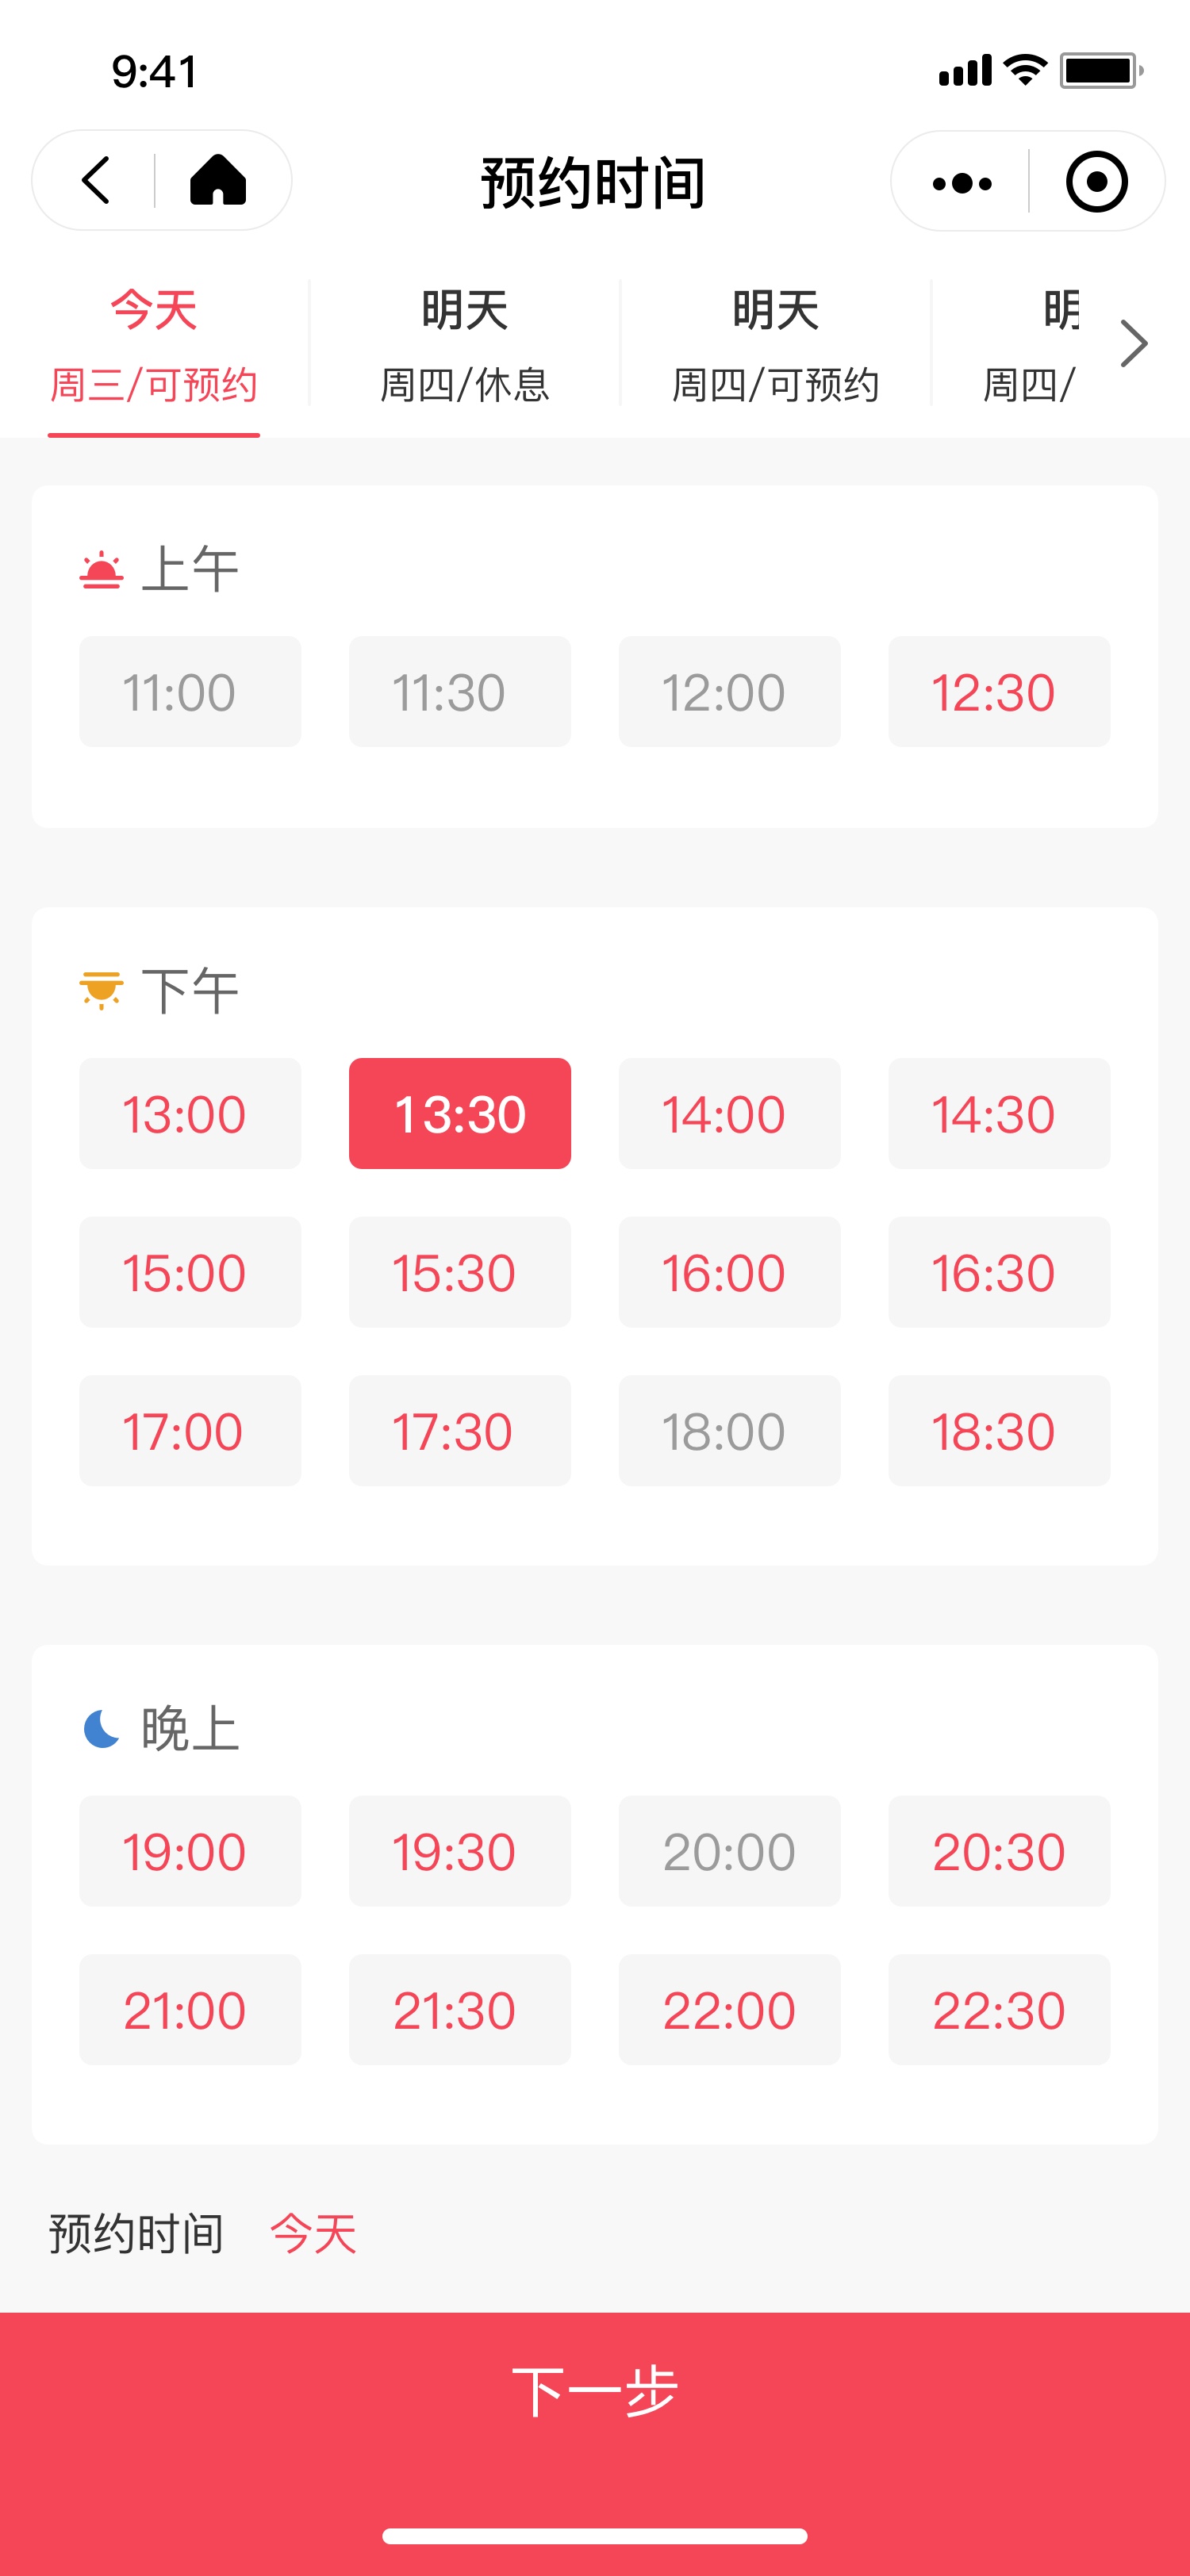 9:41
预约时间
今天 明天 明天 明
周三/可预约 周四/休息 周四/可预约 周四/
上午
11:00 11:30 12:00 12:30
下午
13:00 13:30 14:00 14:30
15:00 15:30 16:00 16:30
17:00 17:30 18:00 18:30
晚上
19:00 19:30 20:00 20:30
21:00 21:30 22:00 22:30
预约时间 今天
下一步